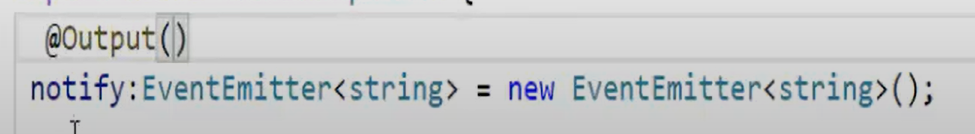 @Output()
notify:EventEmitter<string> = new EventEmitter<string>();